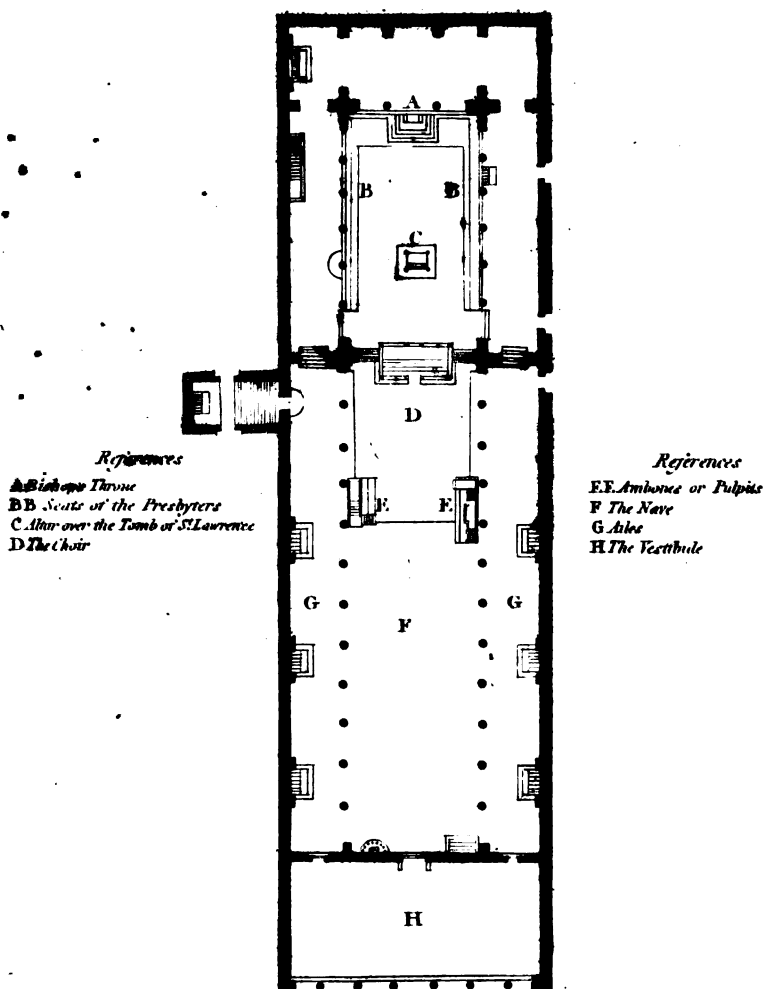 A
B B
C
D
E E
G G
F
H
References
A Bishops Throne
B B Seats of the Presbyters
C Altar over the Tomb of St. Lawrence
D The Choir
References
E.E. Ambones or Pulpits
F The Nave
G Ailes
H The Vestibule